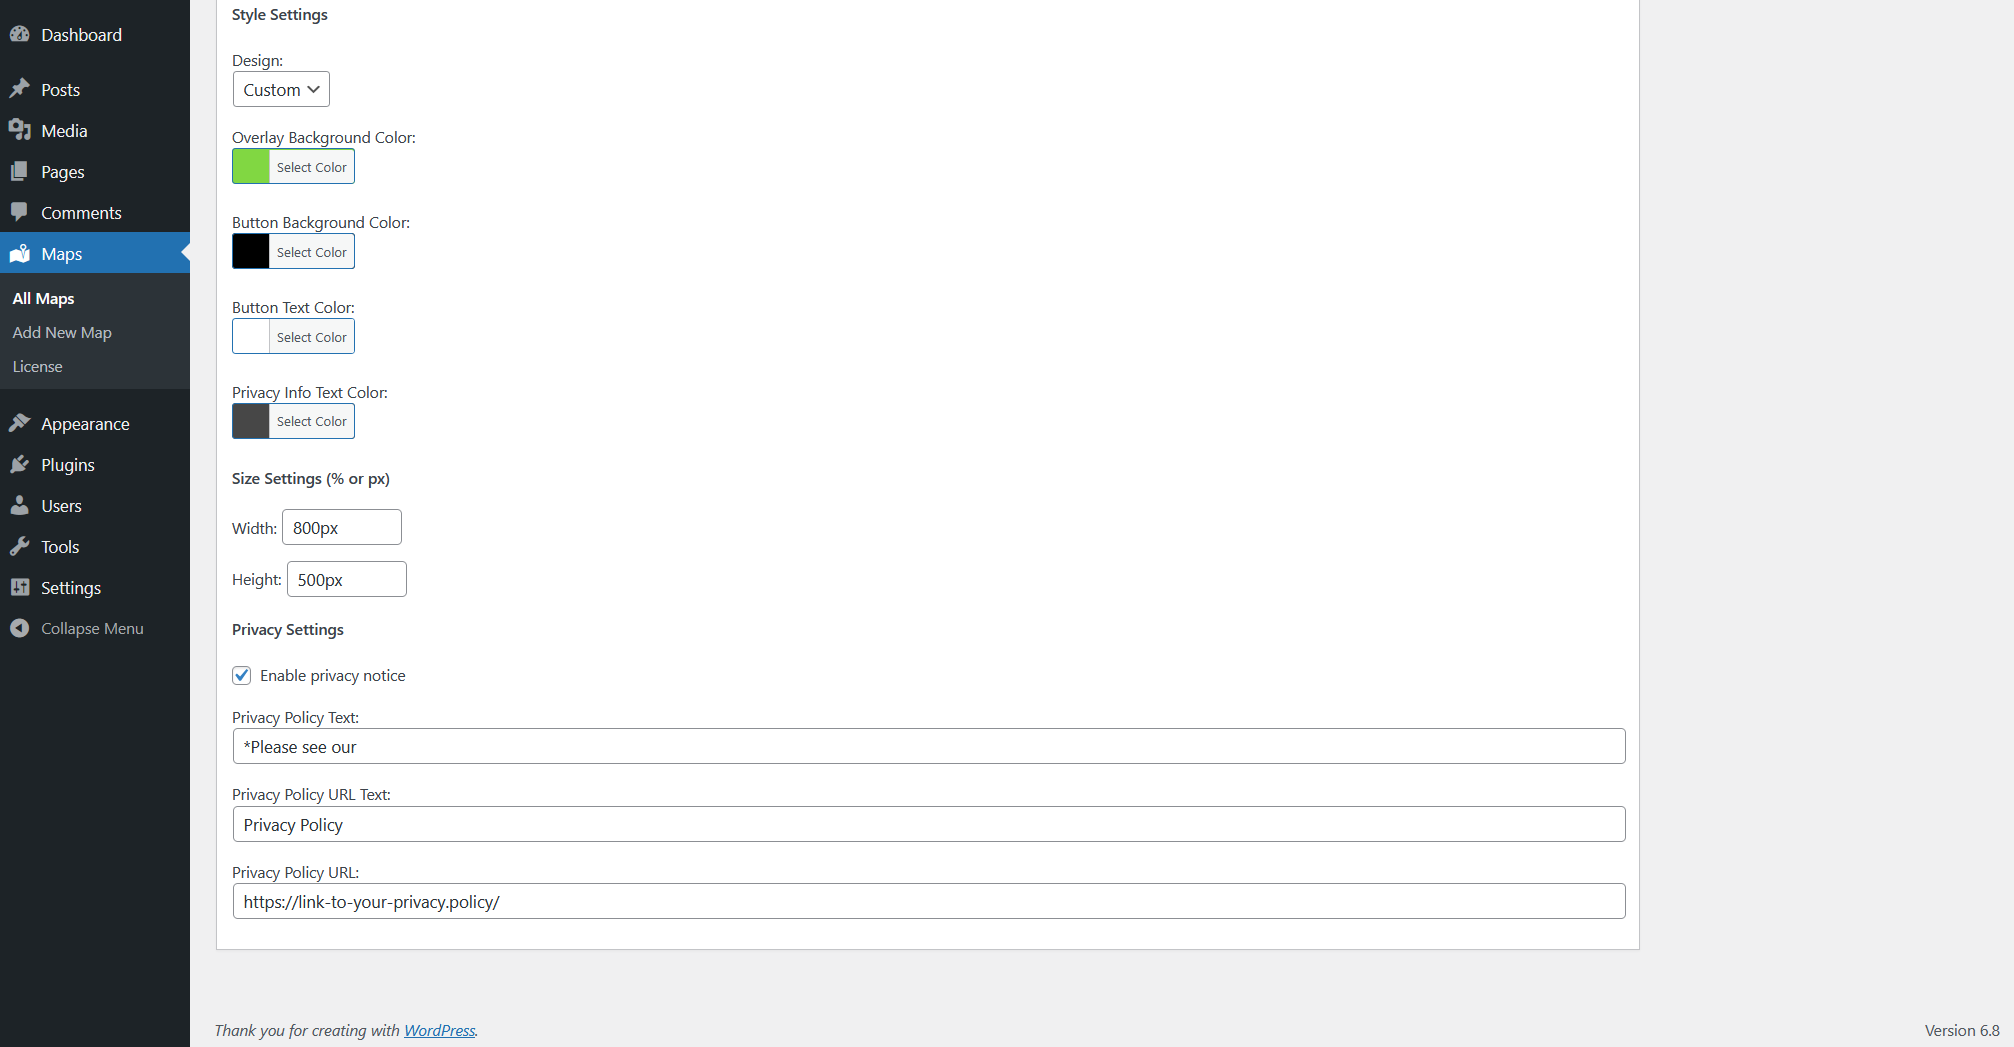 Dashboard
Posts
Media
Pages
Comments
Maps
All Maps
Add New Map
License
Appearance
Plugins
Users
Tools
Settings
Collapse Menu
Style Settings
Design:
Custom
Overlay Background Color:
Select Color
Button Background Color:
Select Color
Button Text Color:
Select Color
Privacy Info Text Color:
Select Color
Size Settings (% or px)
Width: 800px
Height: 500px
Privacy Settings
Enable privacy notice
Privacy Policy Text:
*Please see our
Privacy Policy URL Text:
Privacy Policy
Privacy Policy URL:
https://link-to-your-privacy.policy/
Thank you for creating with WordPress.
Version 6.8